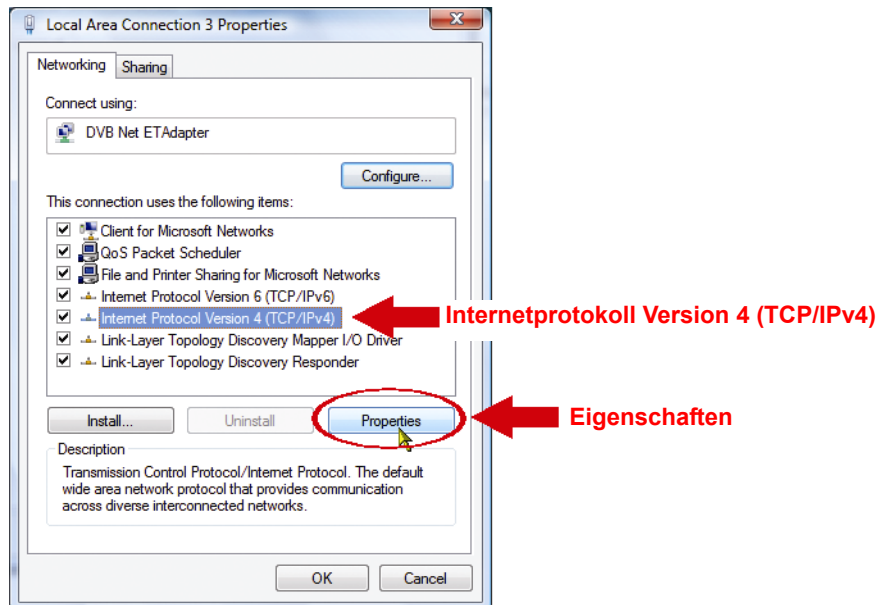 Local Area Connection 3 Properties
Networking
Sharing
Connect using:
DVB Net ETAdapter
Configure...
This connection uses the following items:
Client for Microsoft Networks
QoS Packet Scheduler
File and Printer Sharing for Microsoft Networks
Internet Protocol Version 6 (TCP/IPv6)
Internet Protocol Version 4 (TCP/IPv4)
Internetprotokoll Version 4 (TCP/IPv4)
Link-Layer Topology Discovery Mapper I/O Driver
Link-Layer Topology Discovery Responder
Install...
Uninstall
Properties
Eigenschaften
Description
Transmission Control Protocol/Internet Protocol. The default
wide area network protocol that provides communication
across diverse interconnected networks.
OK
Cancel